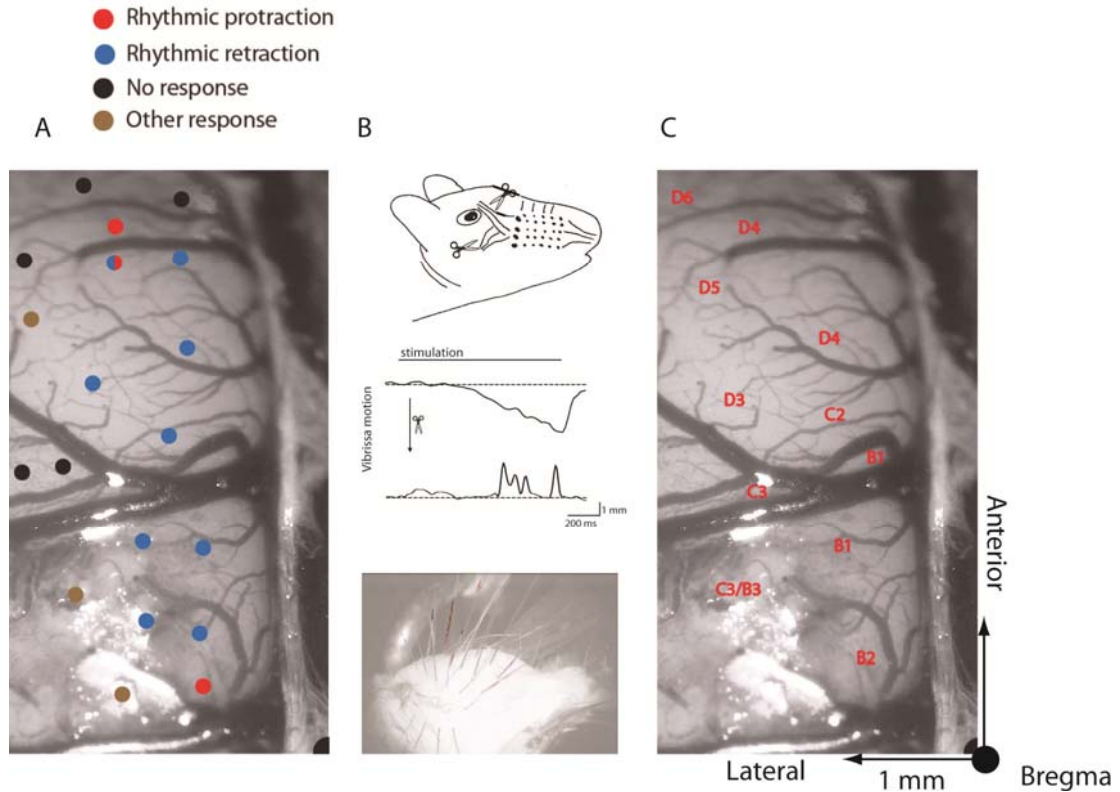 Rhythmic protraction
Rhythmic retraction
No response
Other response
A
B
C
stimulation
Vibrissa motion
1 mm
200 ms
D6
D4
D5
D4
D3
C2
B1
C3
B1
C3/B3
B2
Anterior
Lateral
1 mm
Bregma